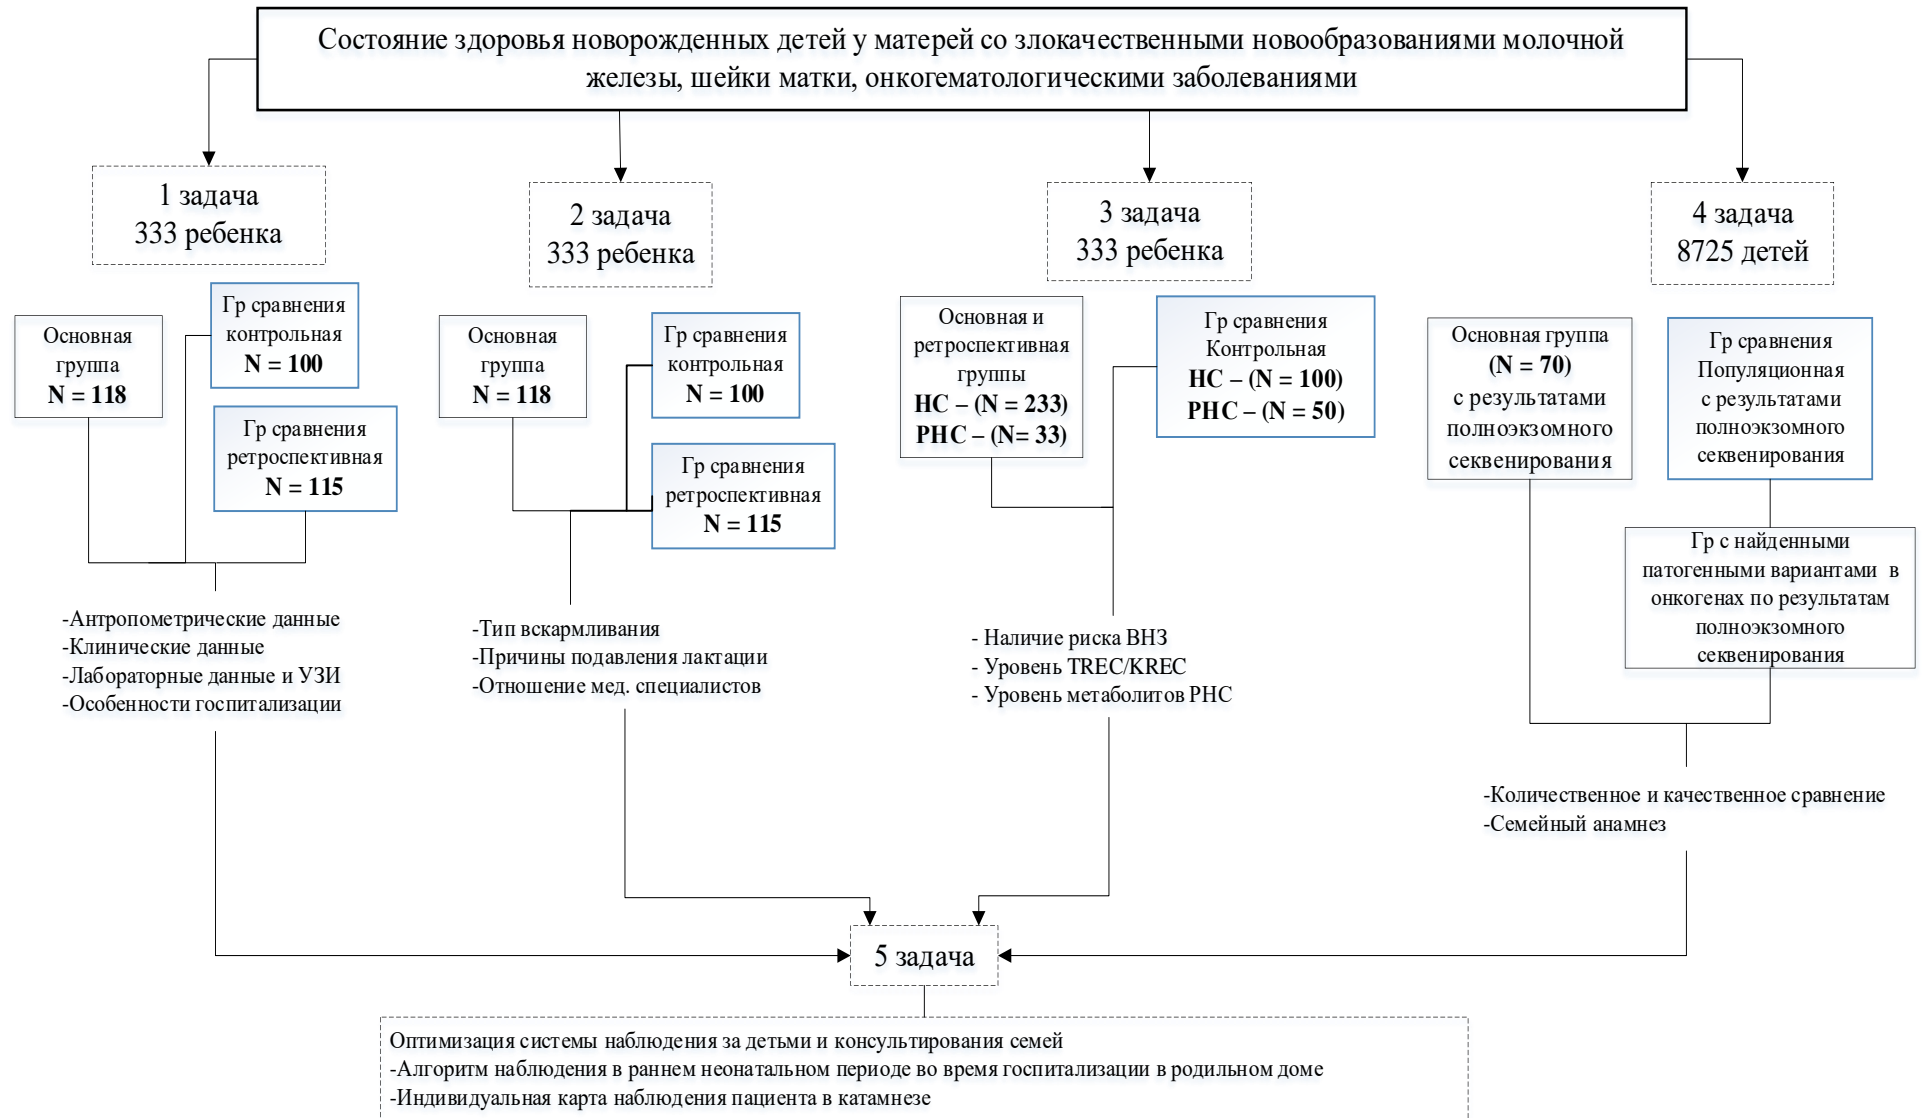 Состояние здоровья новорожденных детей у матерей со злокачественными новообразованиями молочной
железы, шейки матки, онкогематологическими заболеваниями
1 задача
333 ребенка
2 задача
333 ребенка
3 задача
333 ребенка
4 задача
8725 детей
Основная
группа
N = 118
Гр сравнения
контрольная
N = 100
Гр сравнения
ретроспективная
N = 115
Основная
группа
N = 118
Гр сравнения
контрольная
N = 100
Гр сравнения
ретроспективная
N = 115
Основная и
ретроспективная
группы
НС – (N = 233)
РНС – (N= 33)
Гр сравнения
Контрольная
НС – (N = 100)
РНС – (N = 50)
Основная группа
(N = 70)
с результатами
полноэкзомного
секвенирования
Гр сравнения
Популяционная
с результатами
полноэкзомного
секвенирования
Гр с найденными
патогенными вариантами в
онкогенах по результатам
полноэкзомного
секвенирования
-Антропометрические данные
-Клинические данные
-Лабораторные данные и УЗИ
-Особенности госпитализации
-Тип вскармливания
-Причины подавления лактации
-Отношение мед. специалистов
- Наличие риска ВНЗ
- Уровень TREC/KREC
- Уровень метаболитов РНС
-Количественное и качественное сравнение
-Семейный анамнез
5 задача
Оптимизация системы наблюдения за детьми и консультирования семей
-Алгоритм наблюдения в раннем неонатальном периоде во время госпитализации в родильном доме
-Индивидуальная карта наблюдения пациента в катамнезе